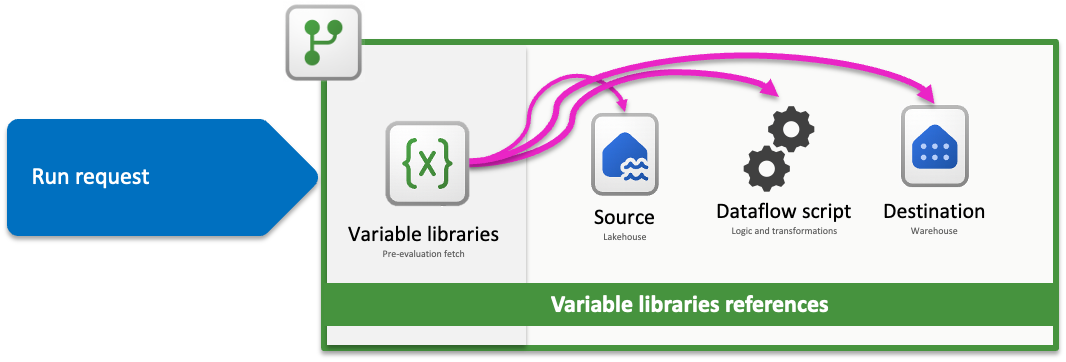 Run request
{x}
Variable libraries
Pre-evaluation fetch
Source
Lakehouse
Dataflow script
Logic and transformations
Destination
Warehouse
Variable libraries references